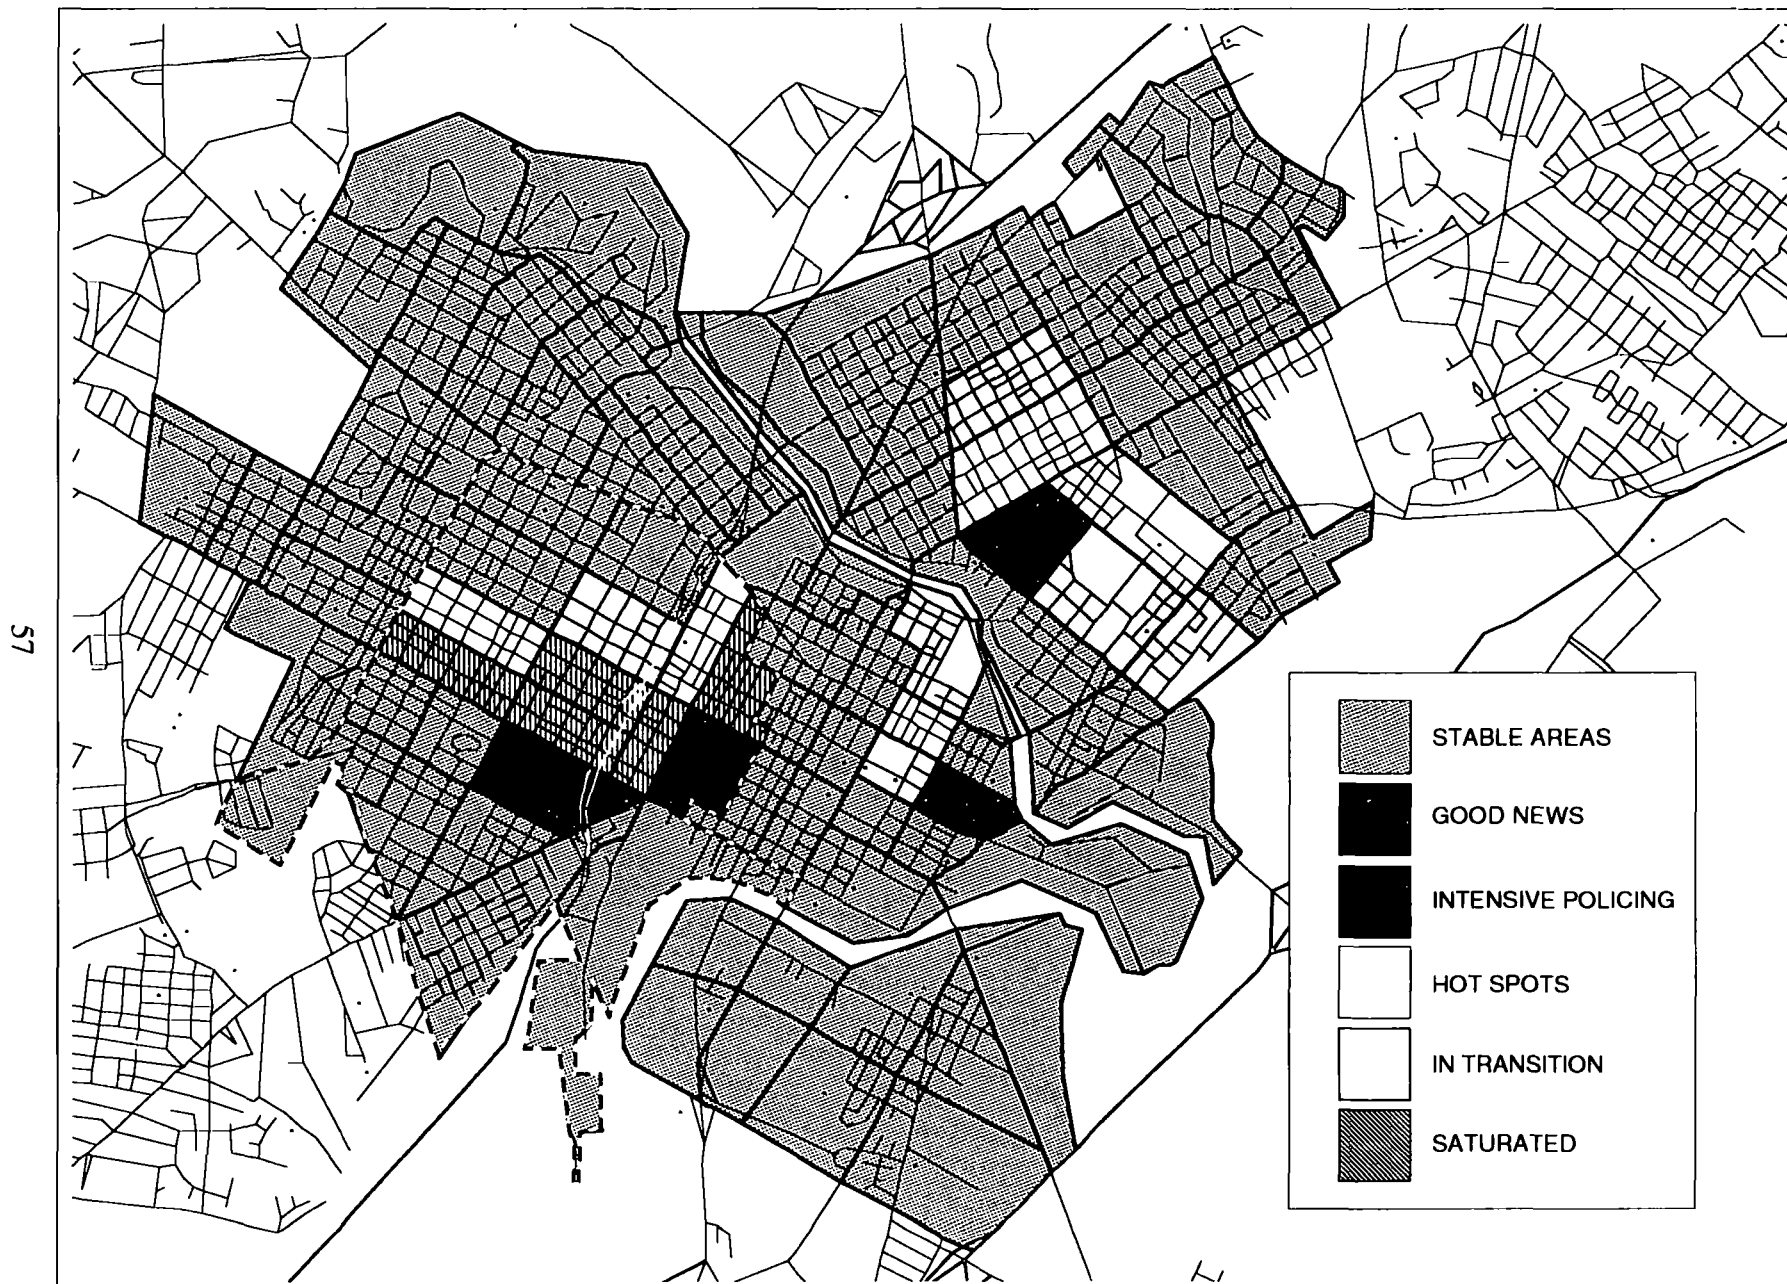 57
STABLE AREAS
GOOD NEWS
INTENSIVE POLICING
HOT SPOTS
IN TRANSITION
SATURATED